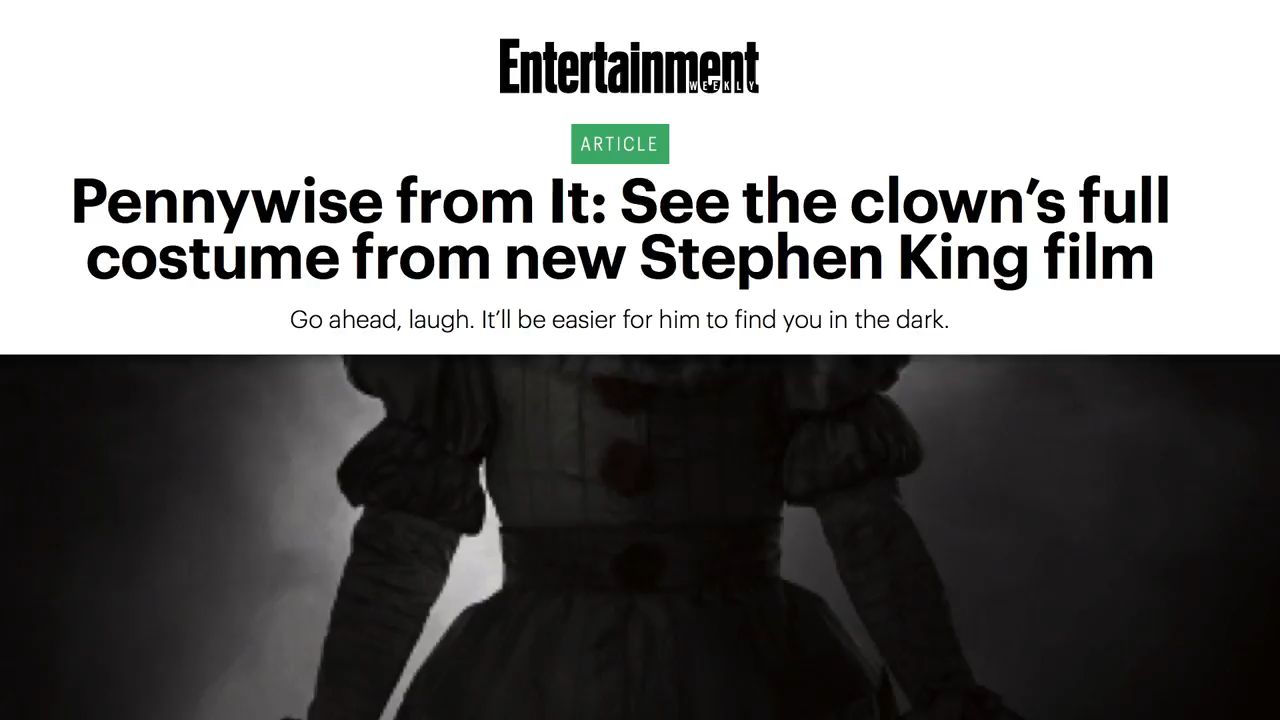 Entertainment
WEEKLY
ARTICLE
Pennywise from It: See the clown’s full
costume from new Stephen King film
Go ahead, laugh. It’ll be easier for him to find you in the dark.